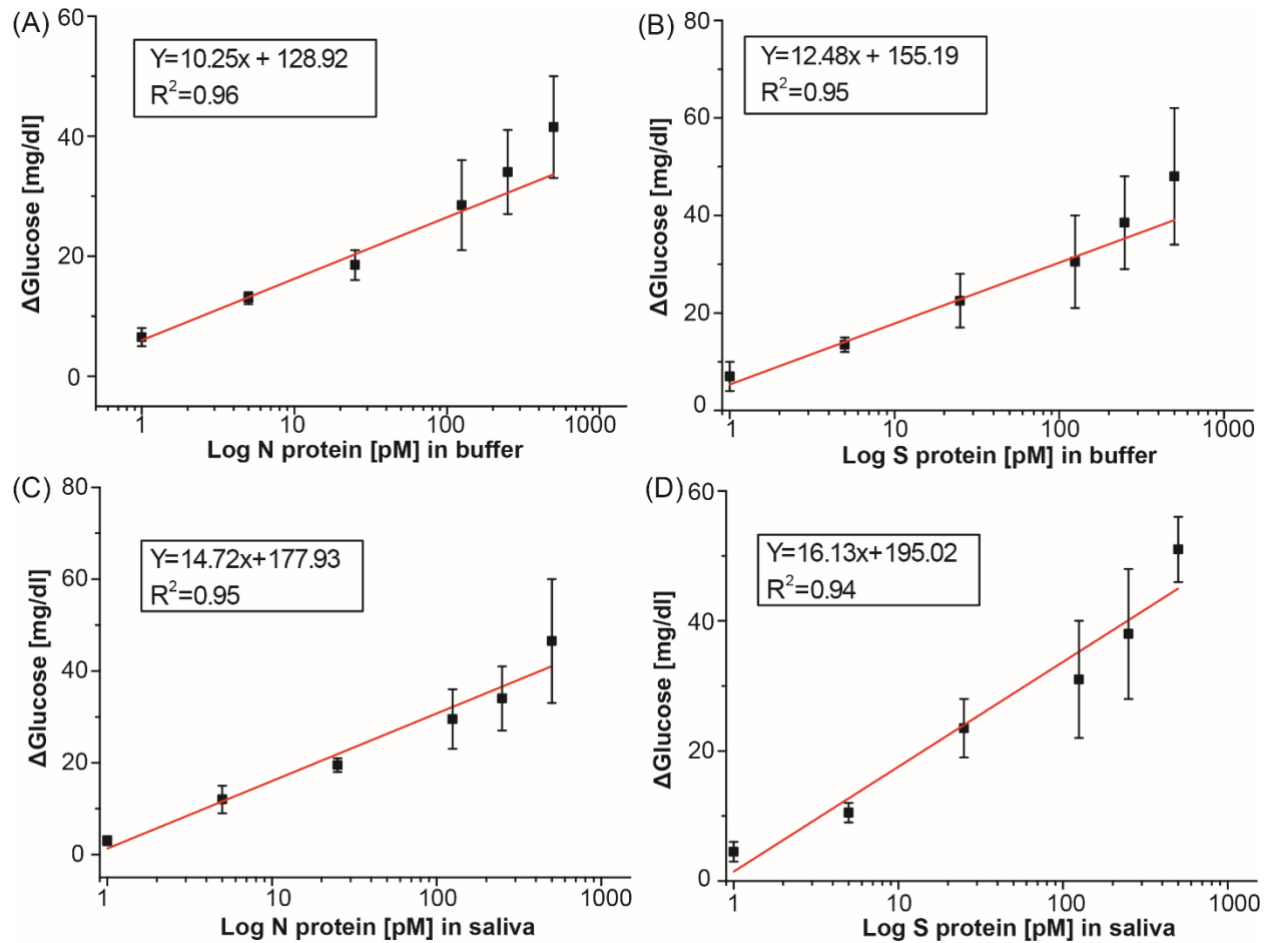 (A)
60
40
20
0
Y=10.25x + 128.92
R²=0.96
ΔGlucose [mg/dl]
1
10
100
1000
Log N protein [pM] in buffer
(B)
80
60
40
20
0
Y=12.48x + 155.19
R²=0.95
ΔGlucose [mg/dl]
1
10
100
1000
Log S protein [pM] in buffer
(C)
80
60
40
20
0
Y=14.72x+177.93
R²=0.95
ΔGlucose [mg/dl]
1
10
100
1000
Log N protein [pM] in saliva
(D)
60
40
20
0
Y=16.13x+195.02
R²=0.94
ΔGlucose [mg/dl]
1
10
100
1000
Log S protein [pM] in saliva